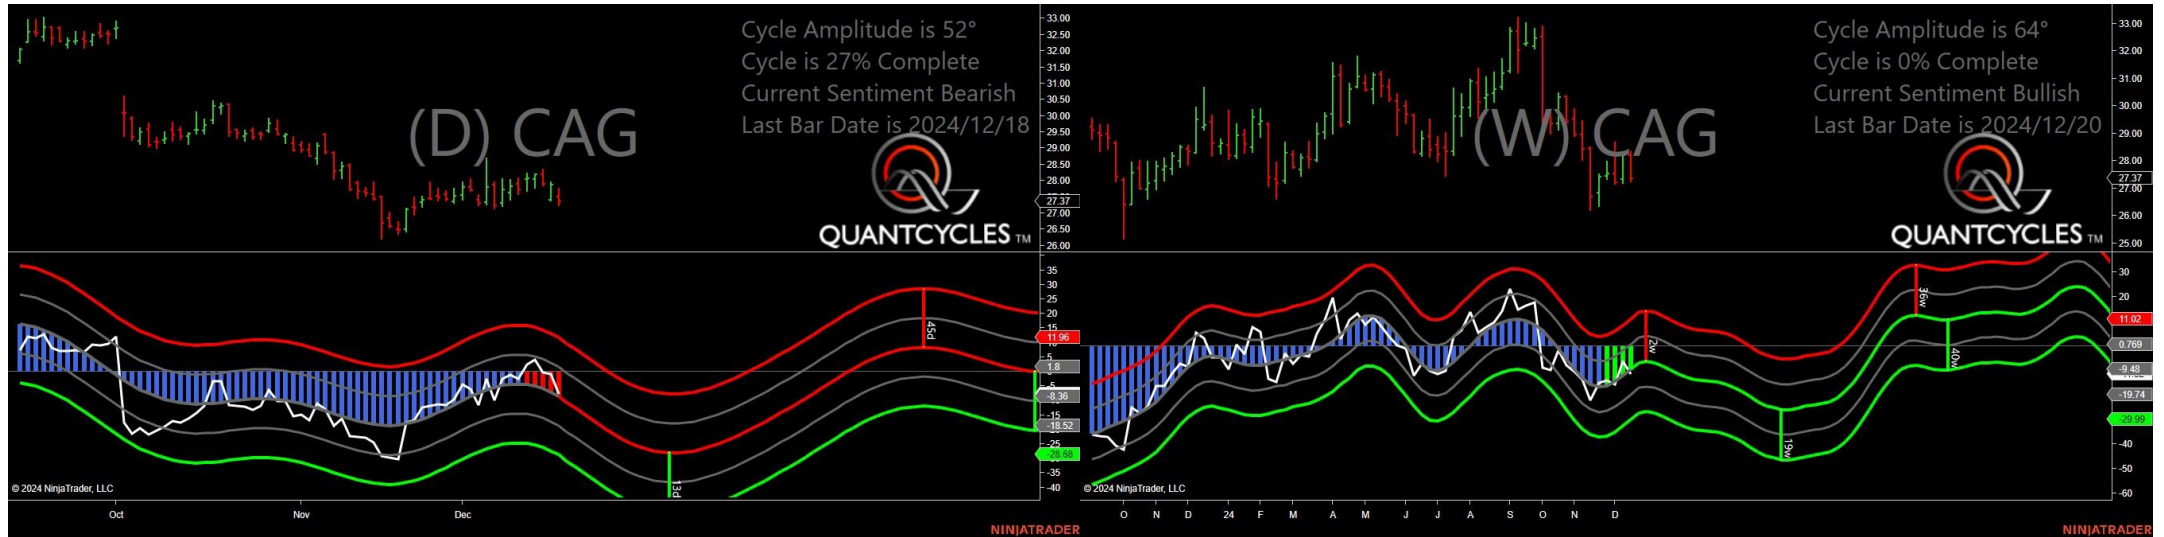 Cycle Amplitude is 52°
Cycle is 27% Complete
Current Sentiment Bearish
Last Bar Date is 2024/12/18
(D) CAG
QUANTCYCLES TM
33.00
32.50
32.00
31.50
31.00
30.50
30.00
29.50
29.00
28.50
28.00
27.37
27.00
26.50
26.00
35
30
25
20
15
11.96
5
1.8
-5
-8.36
-15
-18.52
-25
-28.68
-35
-40
45d
13d
© 2024 NinjaTrader, LLC
Oct Nov Dec
NINJATRADER
Cycle Amplitude is 64°
Cycle is 0% Complete
Current Sentiment Bullish
Last Bar Date is 2024/12/20
(W) CAG
QUANTCYCLES TM
33.00
32.00
31.00
30.00
29.00
28.00
27.37
27.00
26.00
25.00
30
20
11.02
0.769
-9.48
-19.74
-29.99
-40
-50
-60
2w
19w
36w
40w
© 2024 NinjaTrader, LLC
O N D 24 F M A M J J A S O N D
NINJATRADER